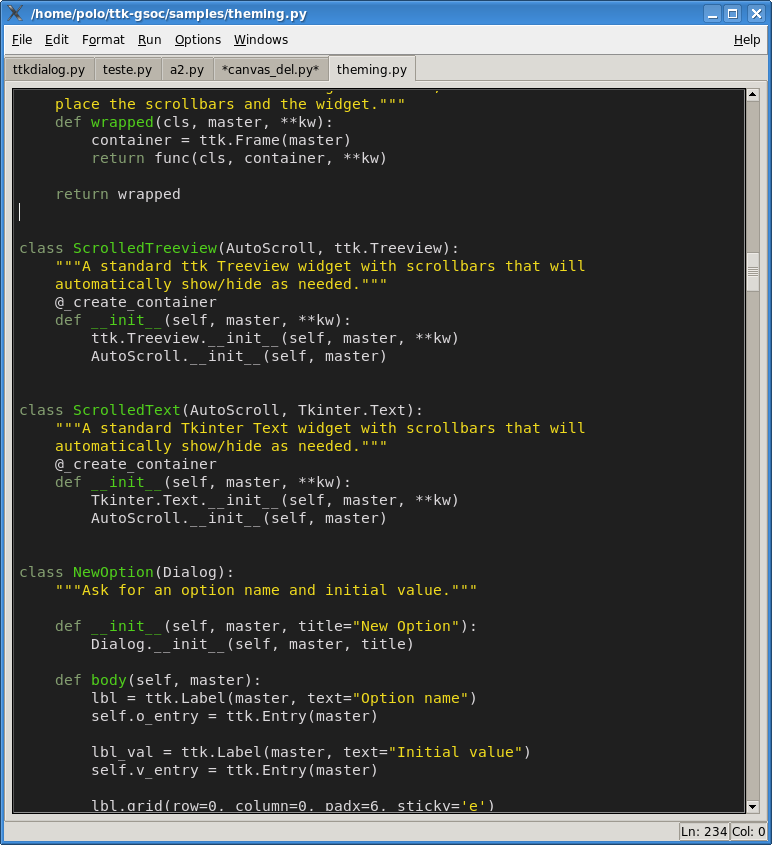 /home/polo/ttk-gsoc/samples/theming.py
File Edit Format Run Options Windows Help
ttkdialog.py teste.py a2.py *canvas_del.py* theming.py
    place the scrollbars and the widget."""
    def wrapped(cls, master, **kw):
        container = ttk.Frame(master)
        return func(cls, container, **kw)

    return wrapped

class ScrolledTreeview(AutoScroll, ttk.Treeview):
    """A standard ttk Treeview widget with scrollbars that will
    automatically show/hide as needed."""
    @_create_container
    def __init__(self, master, **kw):
        ttk.Treeview.__init__(self, master, **kw)
        AutoScroll.__init__(self, master)

class ScrolledText(AutoScroll, Tkinter.Text):
    """A standard Tkinter Text widget with scrollbars that will
    automatically show/hide as needed."""
    @_create_container
    def __init__(self, master, **kw):
        Tkinter.Text.__init__(self, master, **kw)
        AutoScroll.__init__(self, master)

class NewOption(Dialog):
    """Ask for an option name and initial value."""

    def __init__(self, master, title="New Option"):
        Dialog.__init__(self, master, title)

    def body(self, master):
        lbl = ttk.Label(master, text="Option name")
        self.o_entry = ttk.Entry(master)

        lbl_val = ttk.Label(master, text="Initial value")
        self.v_entry = ttk.Entry(master)

        lbl.grid(row=0, column=0, padx=6, sticky='e')
Ln: 234 Col: 0